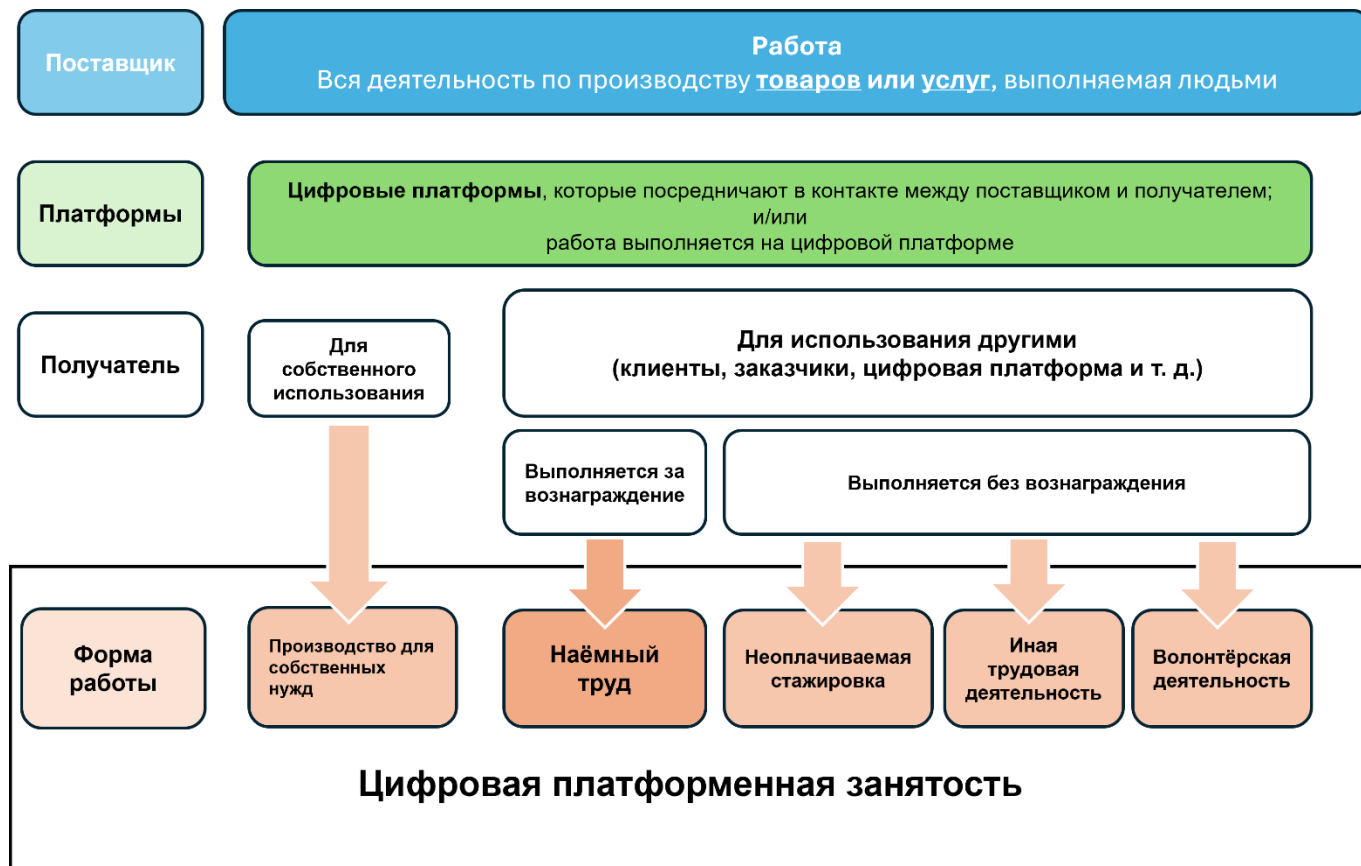 Поставщик
Работа
Вся деятельность по производству товаров или услуг, выполняемая людьми
Платформы
Цифровые платформы, которые посредничают в контакте между поставщиком и получателем;
и/или
работа выполняется на цифровой платформе
Получатель
Для
собственного
использования
Для использования другими
(клиенты, заказчики, цифровая платформа и т. д.)
Выполняется за
вознаграждение
Выполняется без вознаграждения
Форма
работы
Производство для
собственных
нужд
Наёмный
труд
Неоплачиваемая
стажировка
Иная
трудовая
деятельность
Волонтёрская
деятельность
Цифровая платформенная занятость